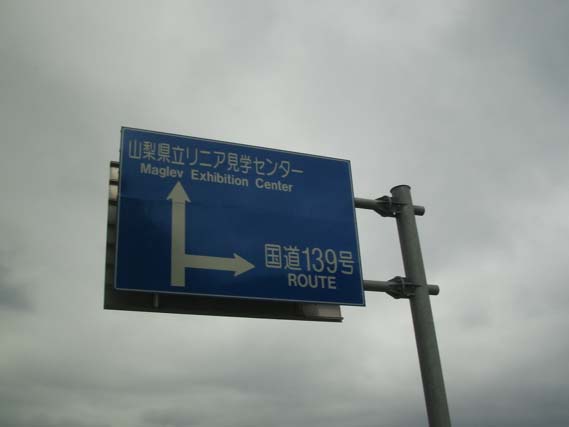 山梨県立リニア見学センター
Maglev Exhibition Center
国道139号
ROUTE